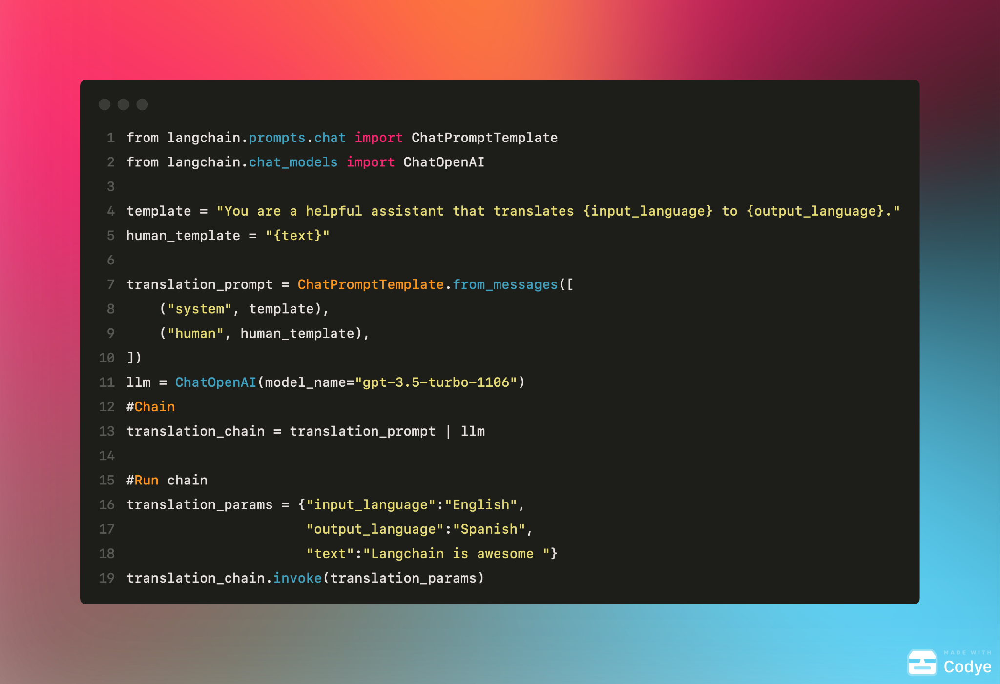 1 from langchain.prompts.chat import ChatPromptTemplate
2 from langchain.chat_models import ChatOpenAI
3
4 template = "You are a helpful assistant that translates {input_language} to {output_language}."
5 human_template = "{text}"
6
7 translation_prompt = ChatPromptTemplate.from_messages([
8     ("system", template),
9     ("human", human_template),
10 ])
11 llm = ChatOpenAI(model_name="gpt-3.5-turbo-1106")
12 #Chain
13 translation_chain = translation_prompt | llm
14
15 #Run chain
16 translation_params = {"input_language":"English",
17                       "output_language":"Spanish",
18                       "text":"Langchain is awesome "}
19 translation_chain.invoke(translation_params)
MADE WITH
Codye